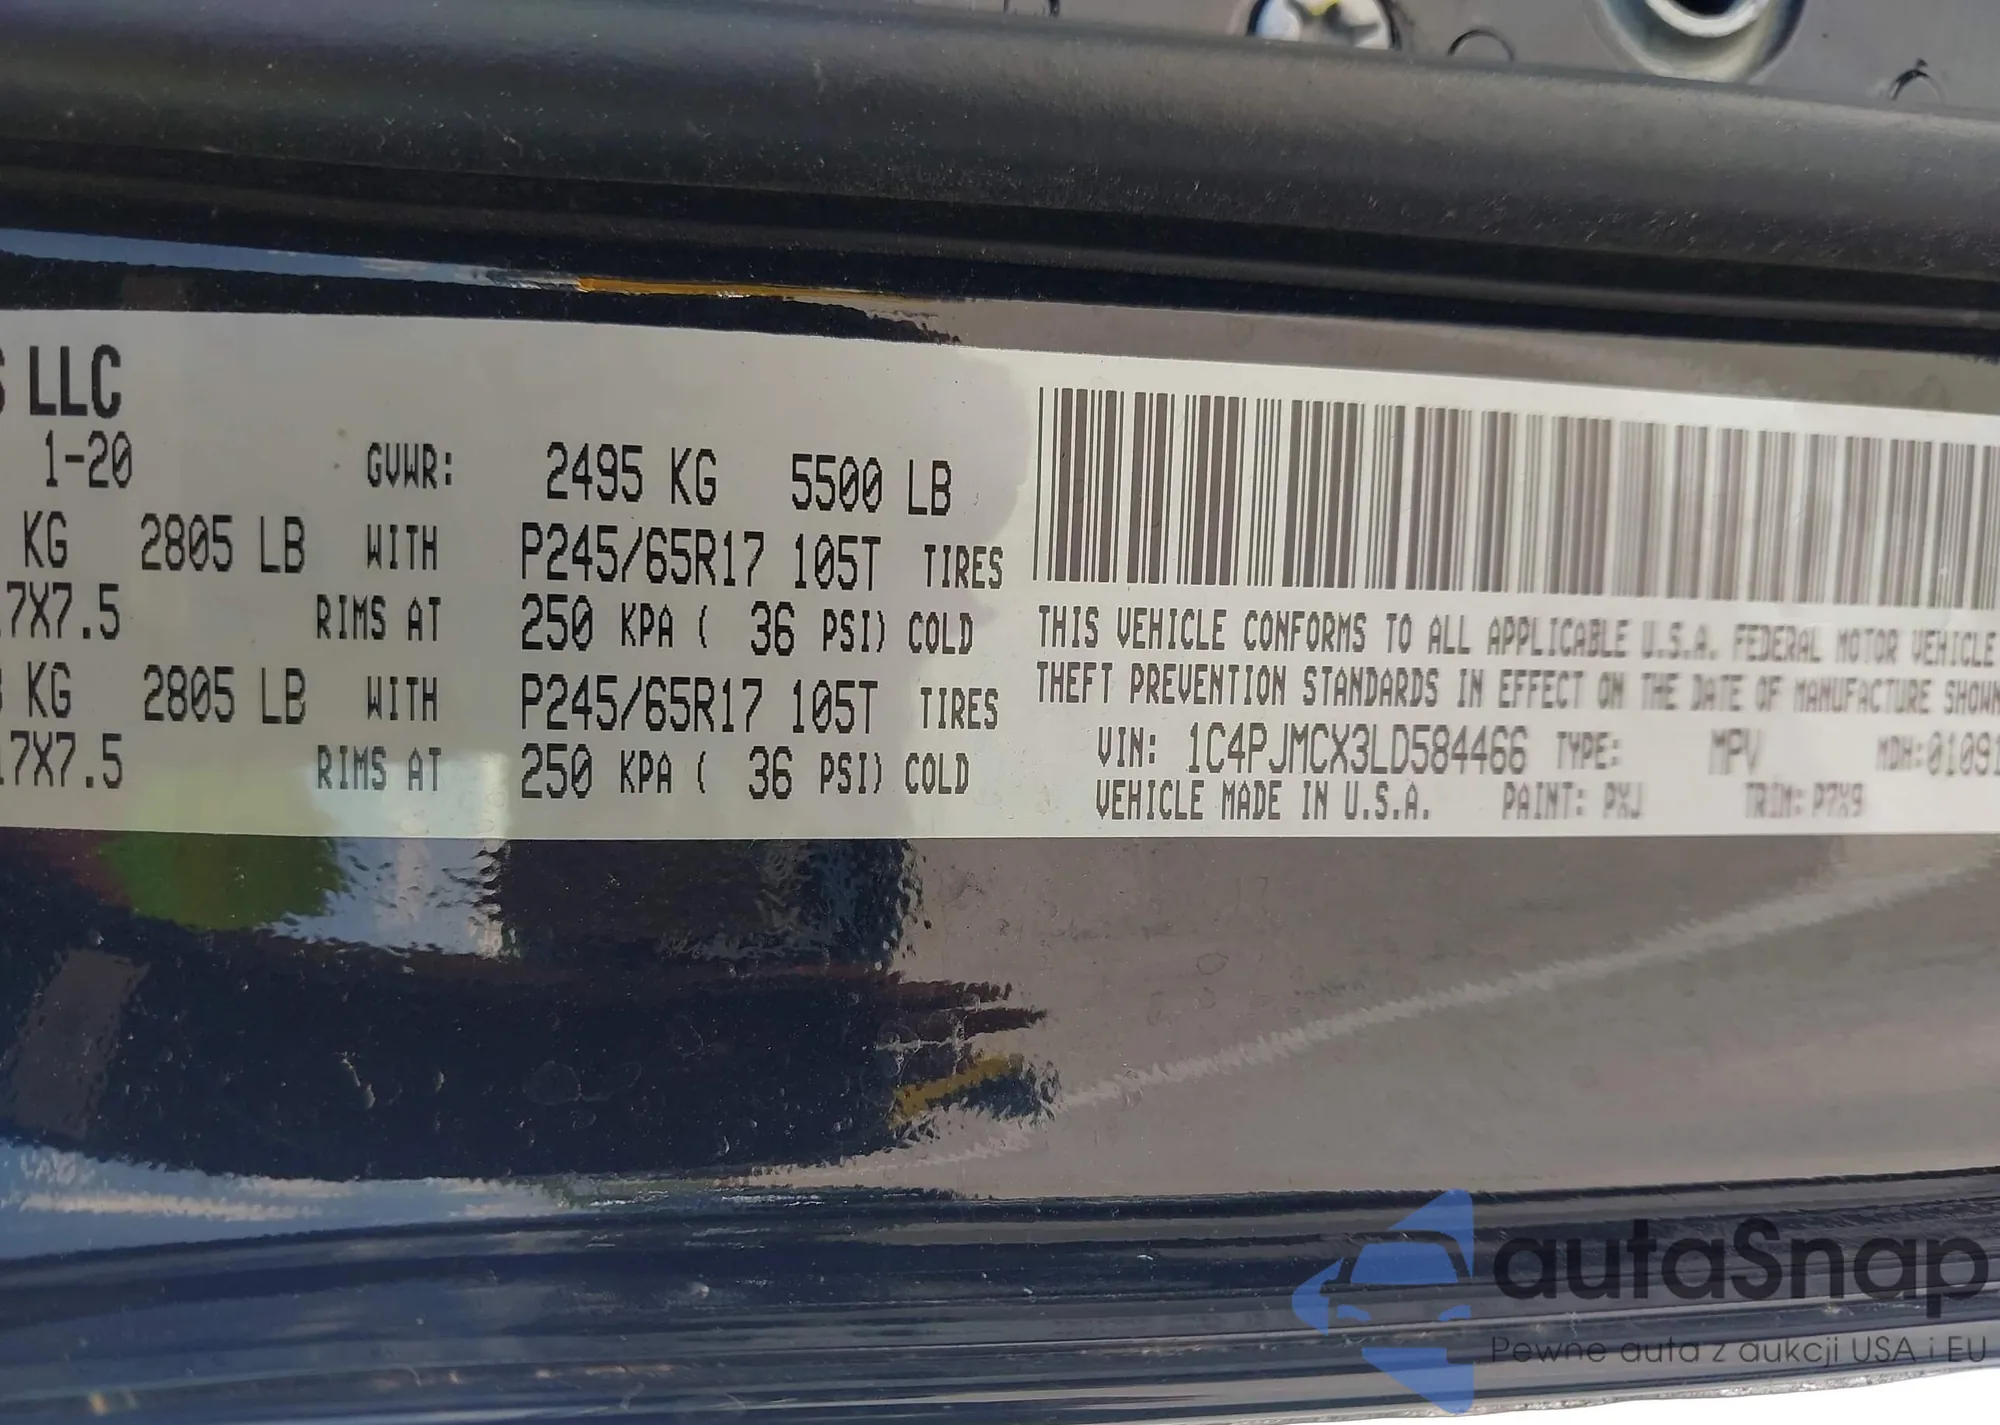 LLC
1-20 GVWR: 2495 KG 5500 LB
KG 2805 LB WITH P245/65R17 105T TIRES
7X7.5 RIMS AT 250 KPA ( 36 PSI) COLD
KG 2805 LB WITH P245/65R17 105T TIRES
7X7.5 RIMS AT 250 KPA ( 36 PSI) COLD
THIS VEHICLE CONFORMS TO ALL APPLICABLE U.S.A. FEDERAL MOTOR VEHICLE
THEFT PREVENTION STANDARDS IN EFFECT ON THE DATE OF MANUFACTURE SHOWN
VIN: 1C4PJMCX3LD584466 TYPE: MPV MDH:01091
VEHICLE MADE IN U.S.A. PAINT: PXJ TRIM: P7X9
autaSnap
Pewne auta z aukcji USA i EU